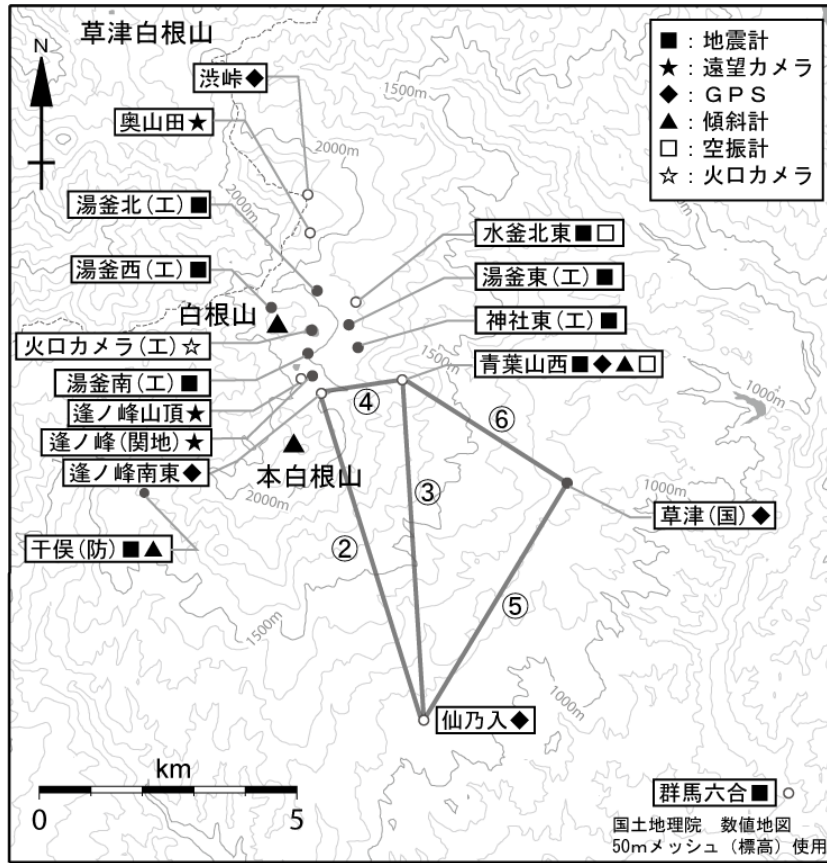 草津白根山
N
渋峠◆
奥山田★
湯釜北(工)■
湯釜西(工)■
白根山
火口カメラ(工)☆
湯釜南(工)■
逢ノ峰山頂★
逢ノ峰(関地)★
逢ノ峰南東◆
本白根山
干俣(防)■▲
■：地震計
★：遠望カメラ
◆：ＧＰＳ
▲：傾斜計
□：空振計
☆：火口カメラ
水釜北東■□
湯釜東(工)■
神社東(工)■
青葉山西■◆▲□
草津(国)◆
仙乃入◆
群馬六合■
②
③
④
⑤
⑥
1500m
2000m
2000m
1500m
1000m
1000m
2000m
1500m
1000m
km
0
5
国土地理院　数値地図
50mメッシュ（標高）使用